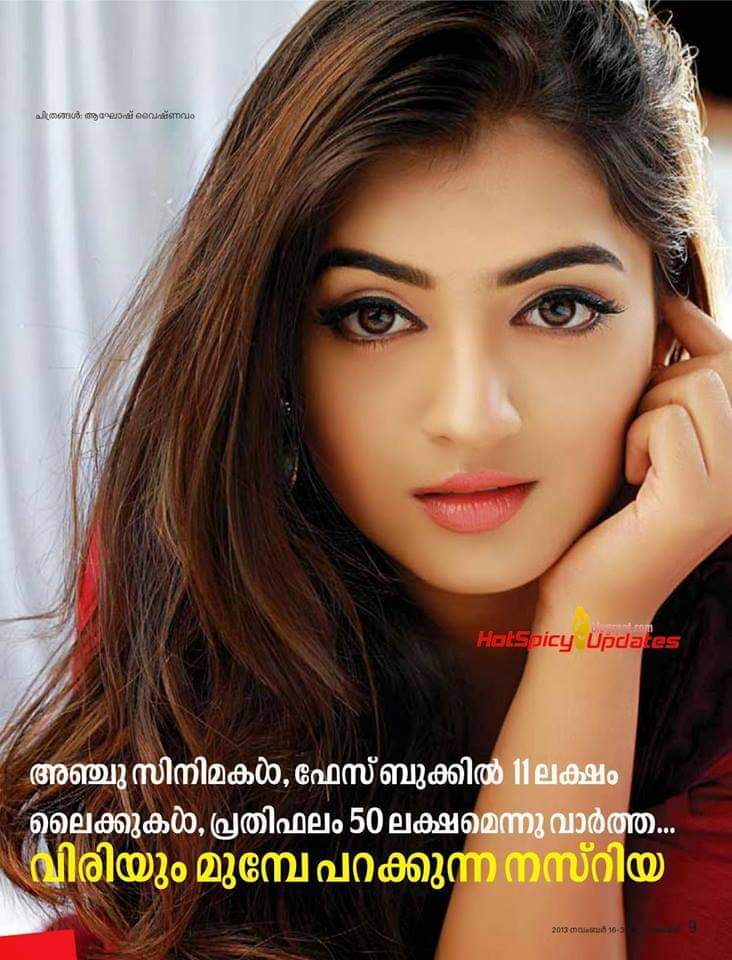 ചിത്രങ്ങൾ: ആഘോഷ് വൈഷ്ണവം
HotSpicy Updates
അഞ്ചു സിനിമകൾ, ഫേസ്ബുക്കിൽ 11 ലക്ഷം
ലൈക്കുകൾ, പ്രതിഫലം 50 ലക്ഷമെന്നു വാർത്ത...
വിരിയും മുമ്പേ പറക്കുന്ന നസ്റിയ
2013 നവംബർ 9